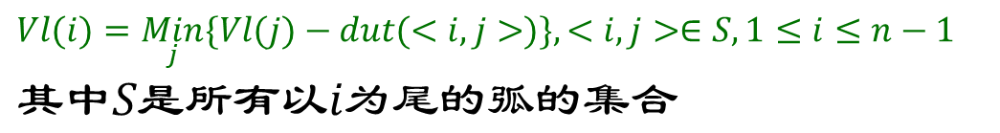 Vl(i) = Min{Vl(j) − dut(< i, j >)}, < i, j >∈ S, 1 ≤ i ≤ n − 1
j
其中S是所有以i为尾的弧的集合